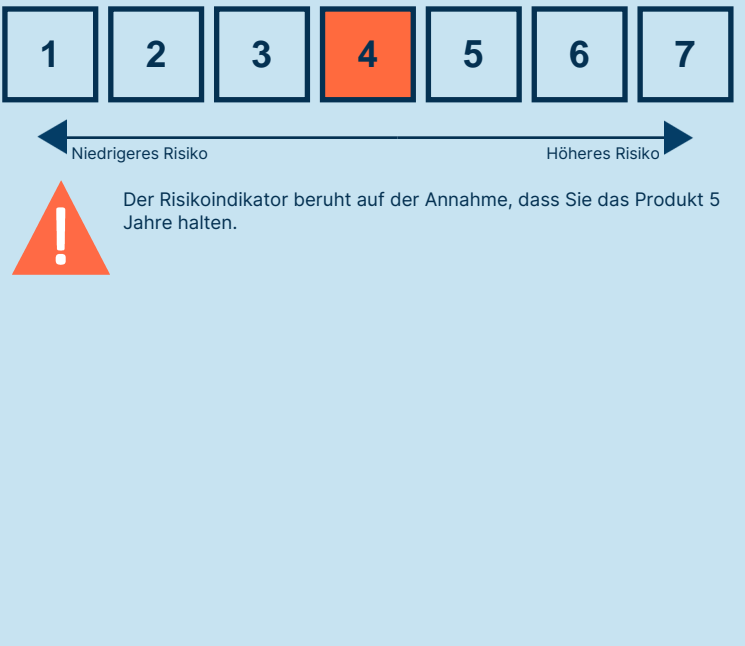 1 2 3 4 5 6 7
Niedrigeres Risiko Höheres Risiko
!
Der Risikoindikator beruht auf der Annahme, dass Sie das Produkt 5
Jahre halten.